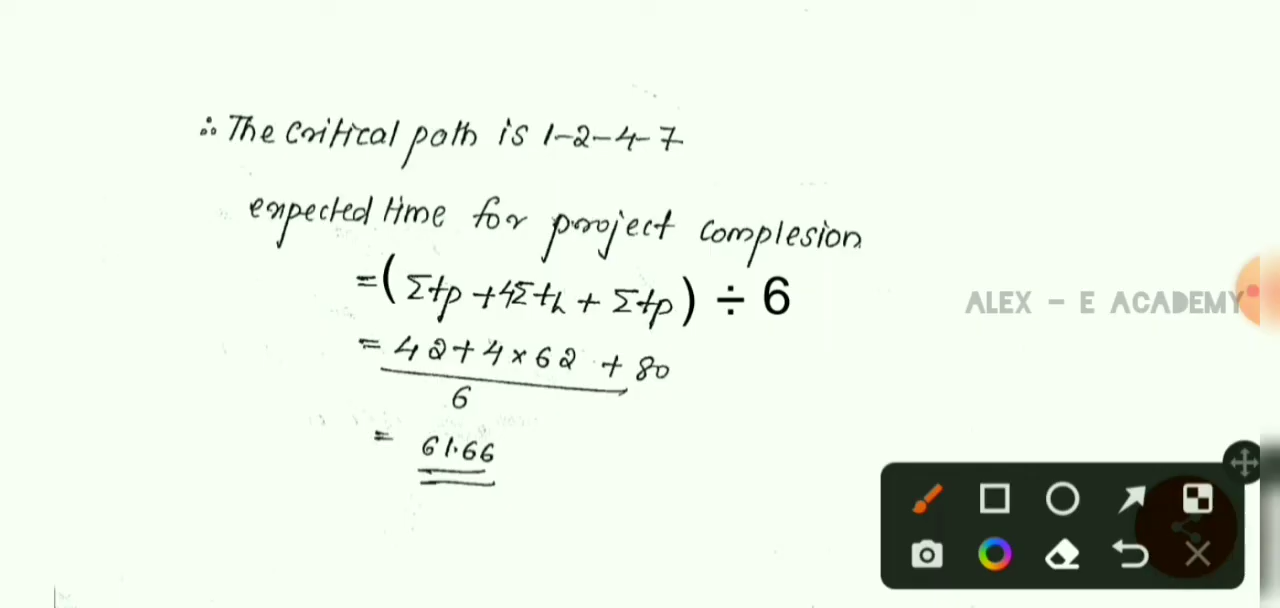 ∴ The critical path is 1-2-4-7
expected time for project complesion
=(Σtp +4Σth + Σtp) ÷ 6
ALEX - E ACADEMY
= 42+4×62 +80
6
= 61.66